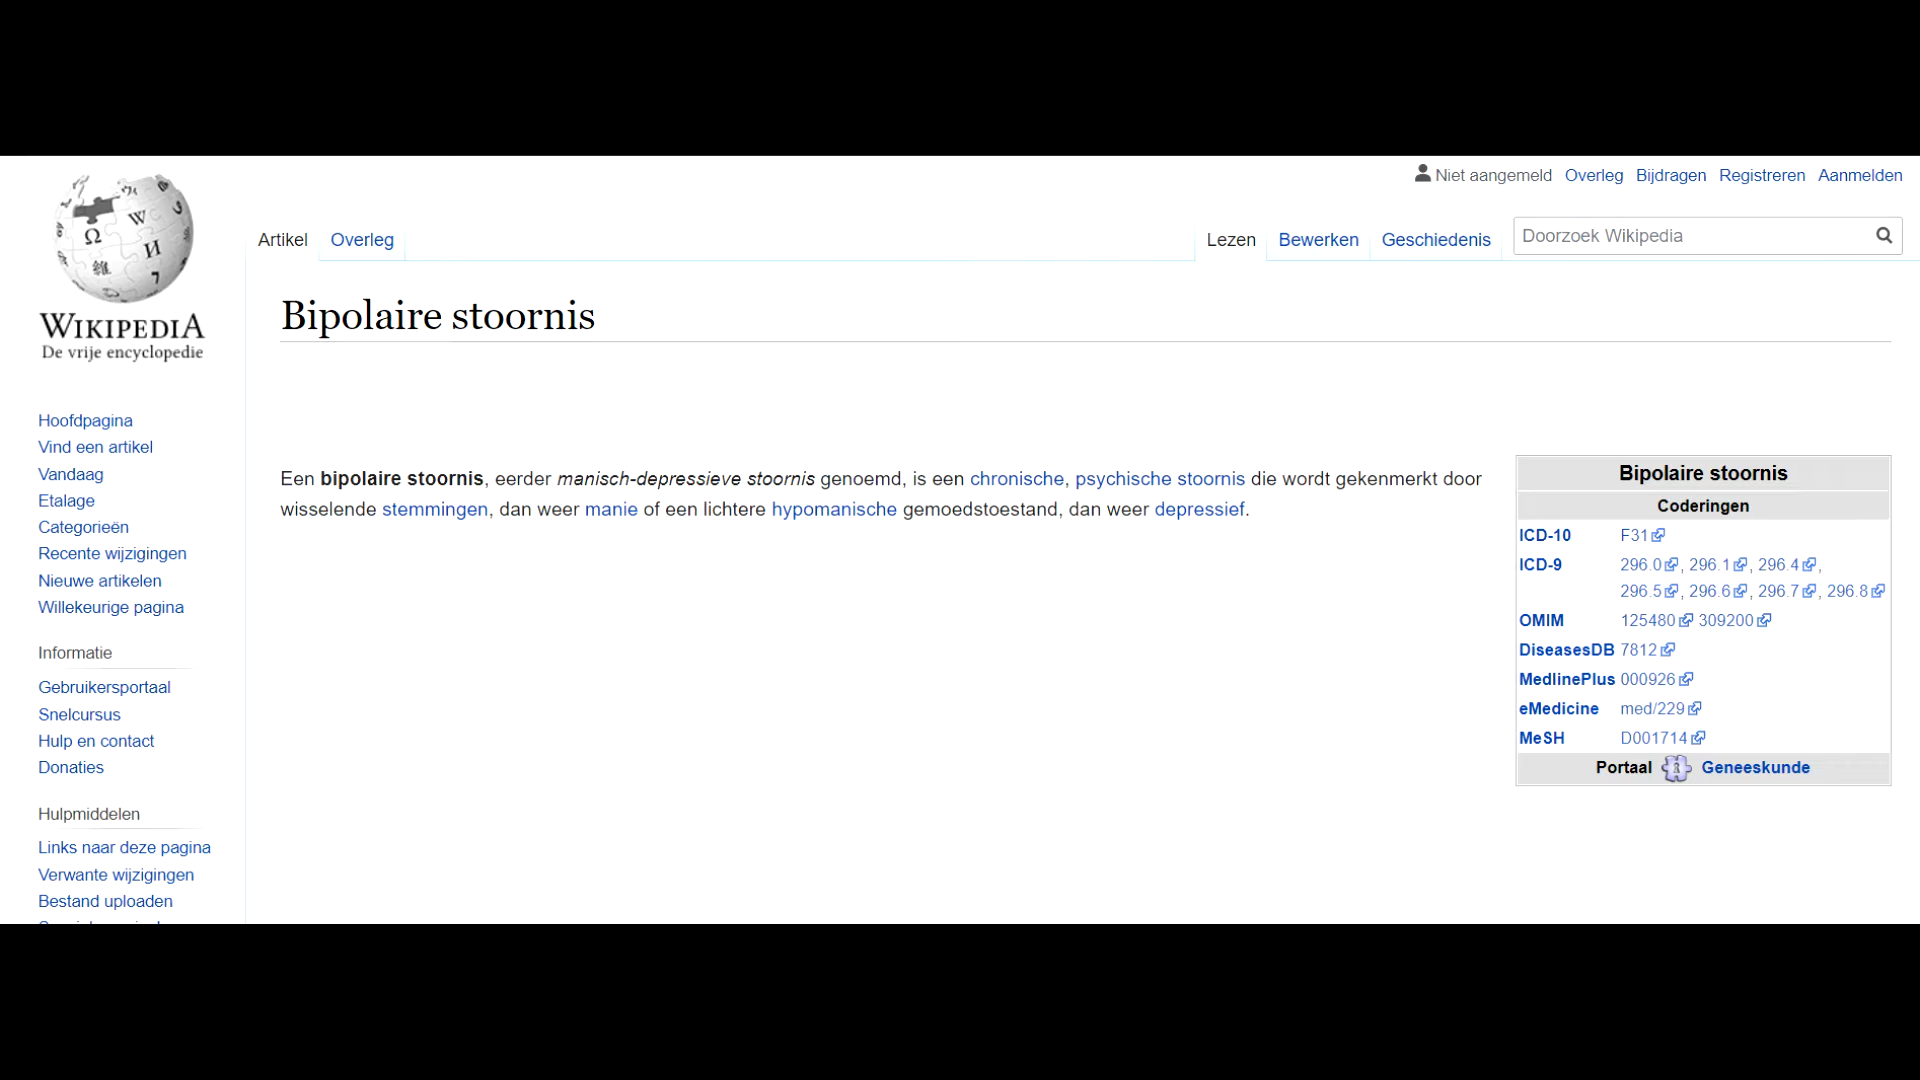 Niet aangemeld Overleg Bijdragen Registreren Aanmelden
Artikel Overleg Lezen Bewerken Geschiedenis Doorzoek Wikipedia
WIKIPEDIA
De vrije encyclopedie
Bipolaire stoornis
Hoofdpagina
Vind een artikel
Vandaag
Etalage
Categorieën
Recente wijzigingen
Nieuwe artikelen
Willekeurige pagina
Informatie
Gebruikersportaal
Snelcursus
Hulp en contact
Donaties
Hulpmiddelen
Links naar deze pagina
Verwante wijzigingen
Bestand uploaden
Een bipolaire stoornis, eerder manisch-depressieve stoornis genoemd, is een chronische, psychische stoornis die wordt gekenmerkt door
wisselende stemmingen, dan weer manie of een lichtere hypomanische gemoedstoestand, dan weer depressief.
Bipolaire stoornis
Coderingen
ICD-10 F31
ICD-9 296.0, 296.1, 296.4,
296.5, 296.6, 296.7, 296.8
OMIM 125480 309200
DiseasesDB 7812
MedlinePlus 000926
eMedicine med/229
MeSH D001714
Portaal Geneeskunde